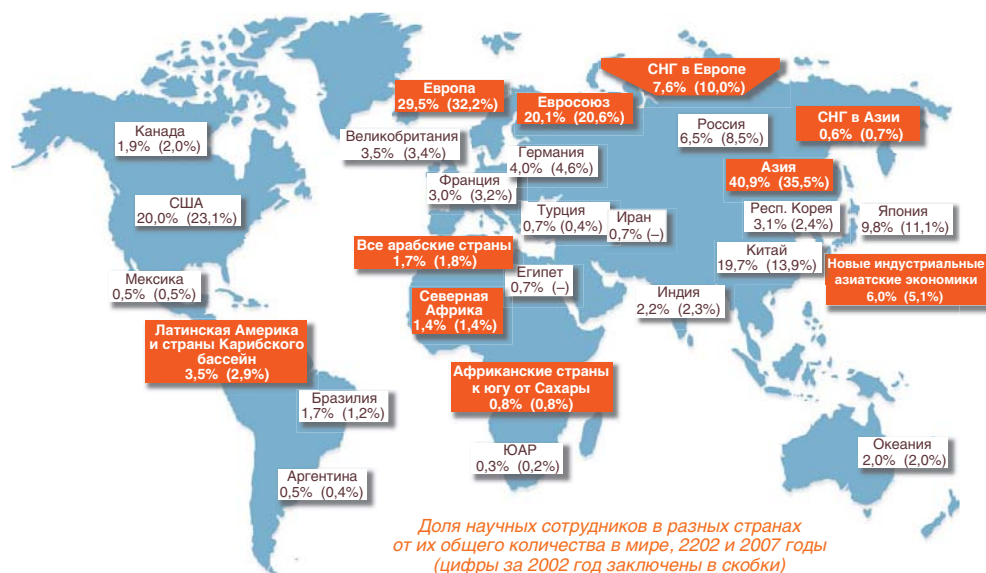 СНГ в Европе
7,6% (10,0%)
Европа
29,5% (32,2%)
Евросоюз
20,1% (20,6%)
СНГ в Азии
0,6% (0,7%)
Канада
1,9% (2,0%)
Великобритания
3,5% (3,4%)
Россия
6,5% (8,5%)
Германия
4,0% (4,6%)
Азия
40,9% (35,5%)
Франция
3,0% (3,2%)
США
20,0% (23,1%)
Турция
0,7% (0,4%)
Иран
0,7% (–)
Респ. Корея
3,1% (2,4%)
Япония
9,8% (11,1%)
Все арабские страны
1,7% (1,8%)
Китай
19,7% (13,9%)
Новые индустриальные
азиатские экономики
6,0% (5,1%)
Мексика
0,5% (0,5%)
Египет
0,7% (–)
Индия
2,2% (2,3%)
Северная
Африка
1,4% (1,4%)
Латинская Америка
и страны Карибского
бассейн
3,5% (2,9%)
Африканские страны
к югу от Сахары
0,8% (0,8%)
Бразилия
1,7% (1,2%)
ЮАР
0,3% (0,2%)
Океания
2,0% (2,0%)
Аргентина
0,5% (0,4%)
Доля научных сотрудников в разных странах
от их общего количества в мире, 2202 и 2007 годы
(цифры за 2002 год заключены в скобки)